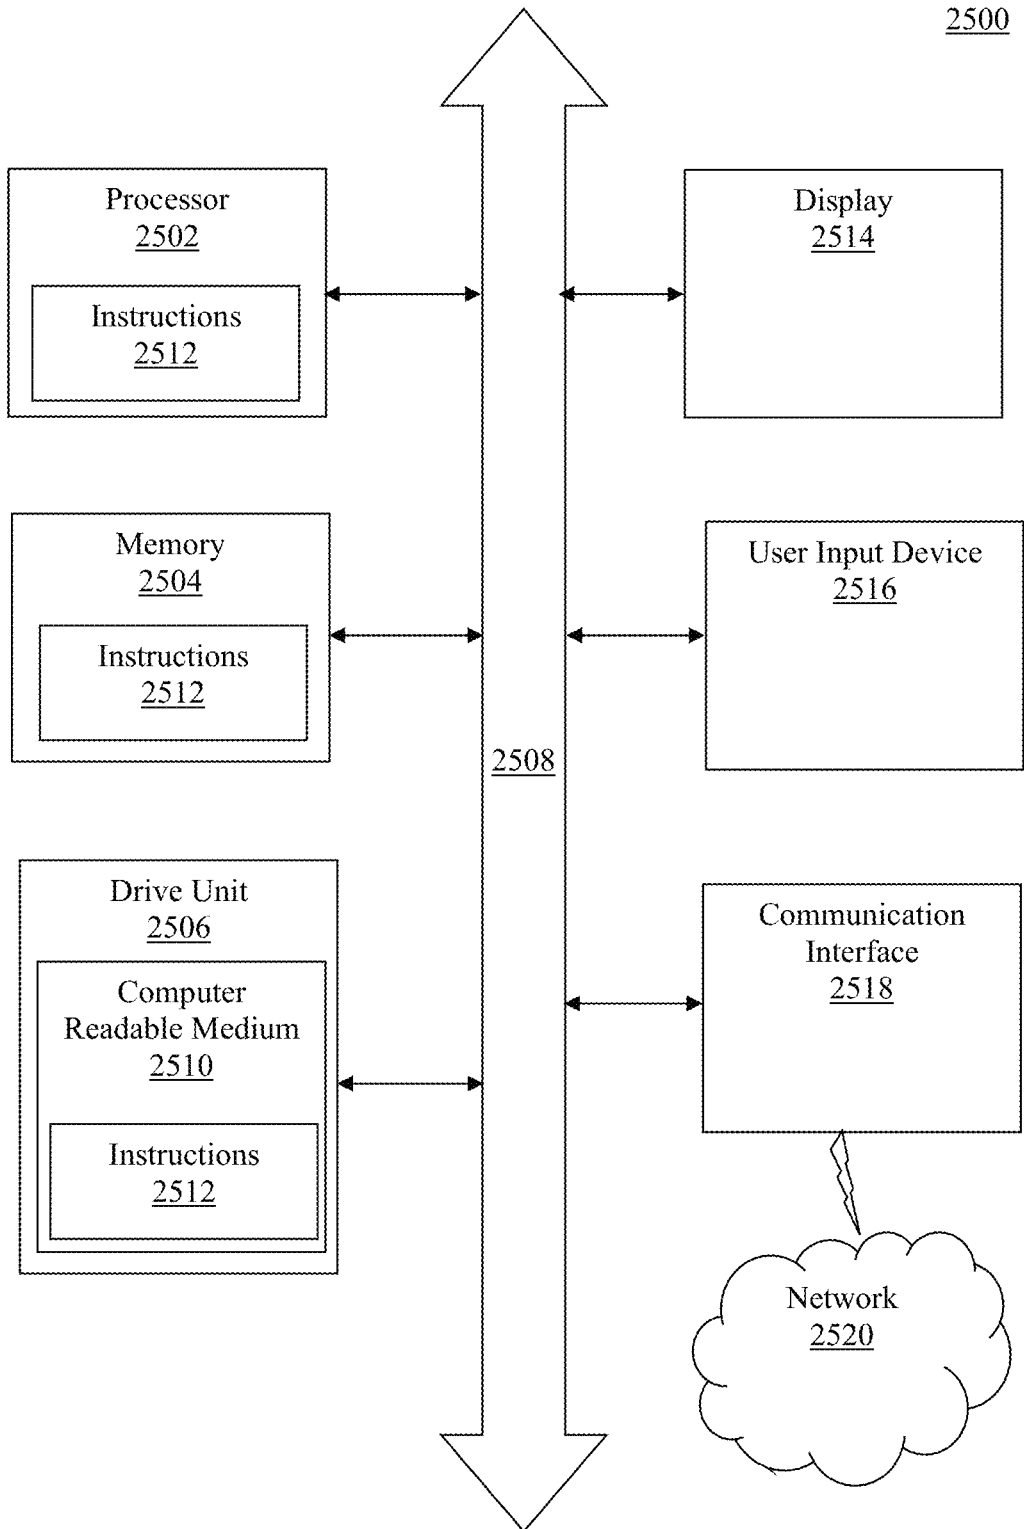 2500
Processor
2502
Instructions
2512
Display
2514
Memory
2504
Instructions
2512
User Input Device
2516
2508
Drive Unit
2506
Computer
Readable Medium
2510
Instructions
2512
Communication
Interface
2518
Network
2520